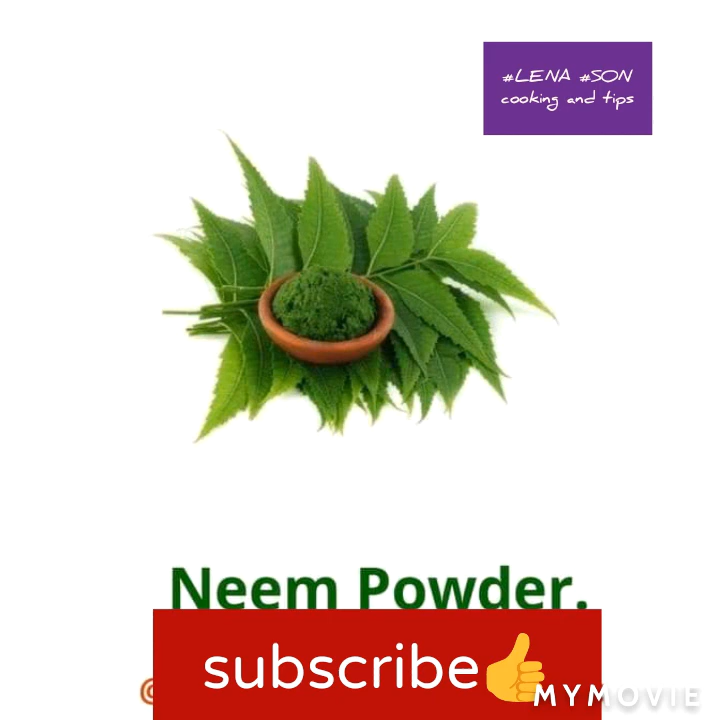 #LENA #SON
cooking and tips
Neem Powder.
subscribe👍
MYMOVIE